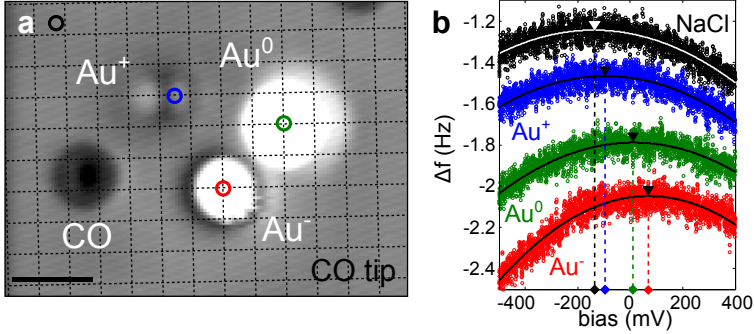 a
Au⁺
Au⁰
CO
Au⁻
CO tip
b
NaCl
Au⁺
Au⁰
Au⁻
Δf (Hz)
-1.2
-1.4
-1.6
-1.8
-2
-2.2
-2.4
-400 -200 0 200 400
bias (mV)